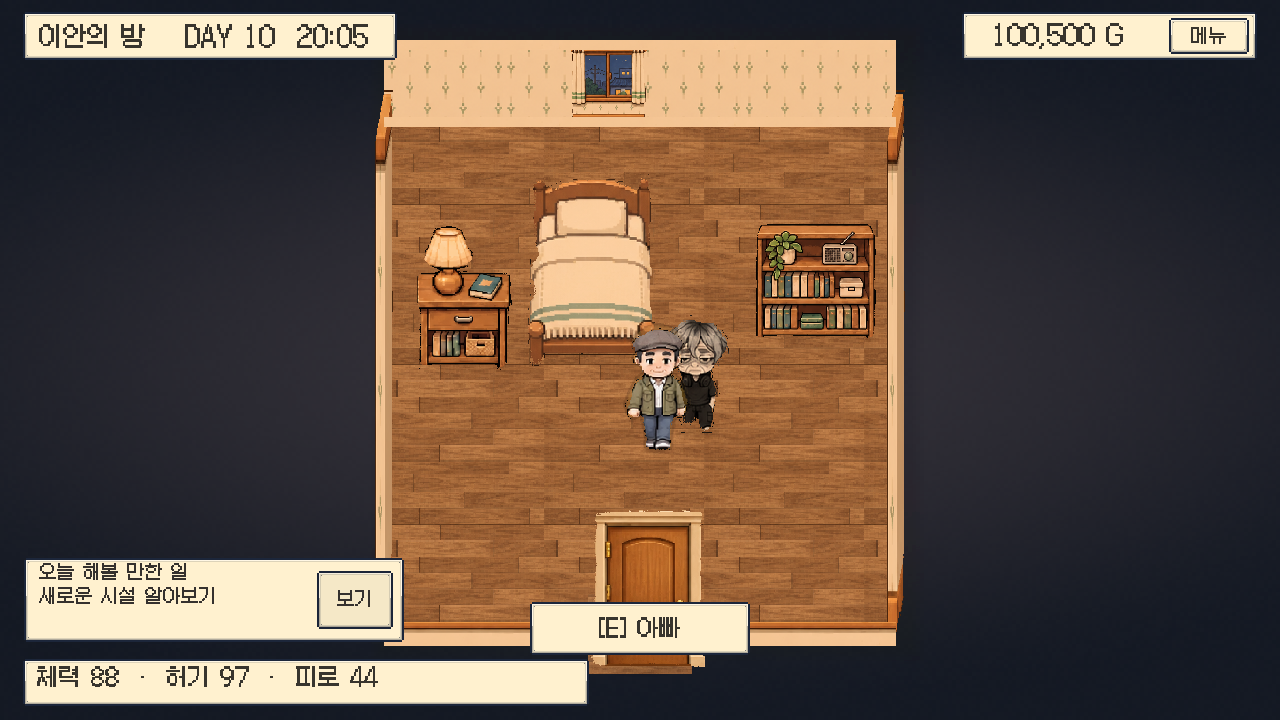 이안의 방 DAY 10 20:05
100,500 G 메뉴
오늘 해볼 만한 일
새로운 시설 알아보기
보기
[E] 아빠
체력 88 · 허기 97 · 피로 44